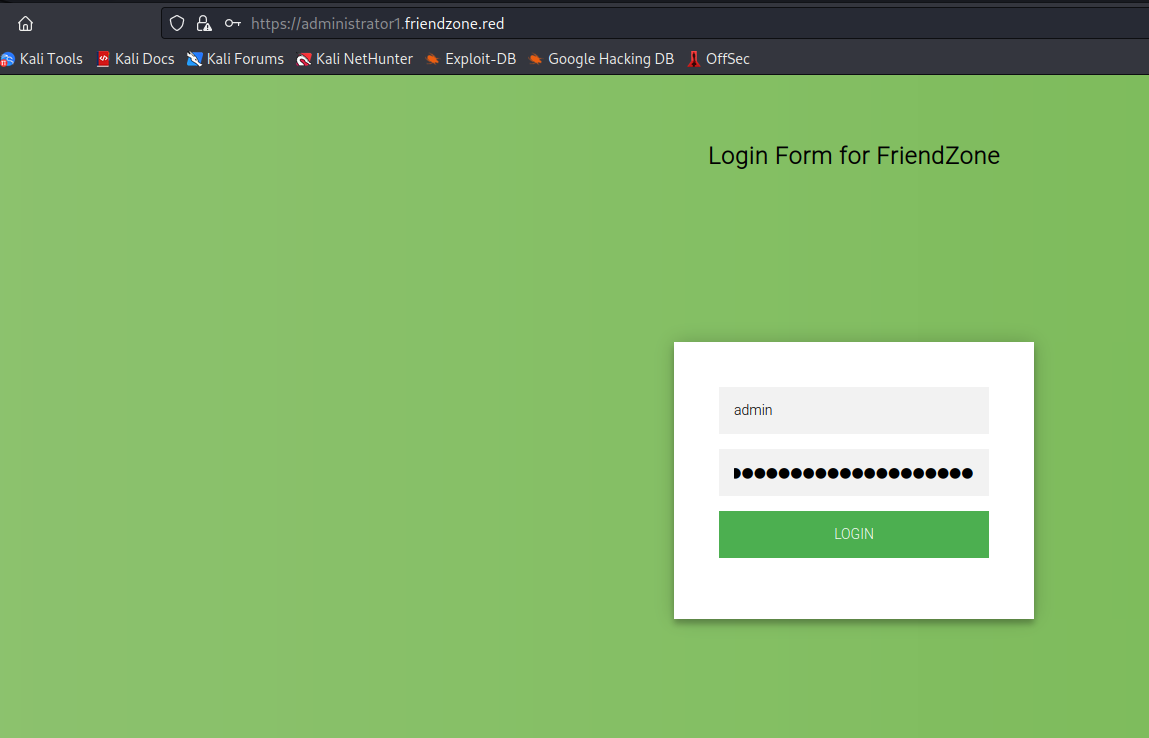 https://administrator1.friendzone.red
Kali Tools Kali Docs Kali Forums Kali NetHunter Exploit-DB Google Hacking DB OffSec
Login Form for FriendZone
admin
●●●●●●●●●●●●●●●●●●●●
LOGIN